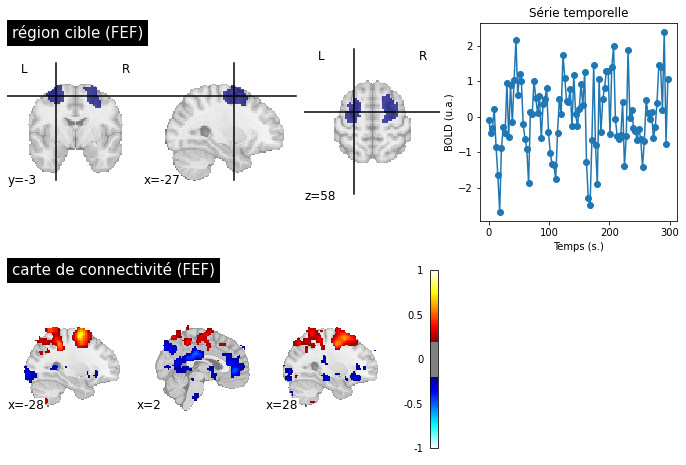 région cible (FEF)
L R
L R
y=-3
x=-27
z=58
Série temporelle
BOLD (u.a.)
2
1
0
−1
−2
0 100 200 300
Temps (s.)
carte de connectivité (FEF)
x=-28
x=2
x=28
1
0.5
0
-0.5
-1